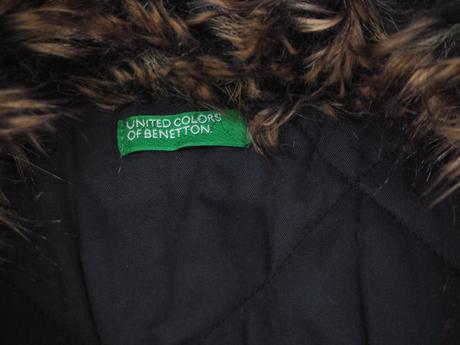 UNITED COLORS
OF BENETTON.